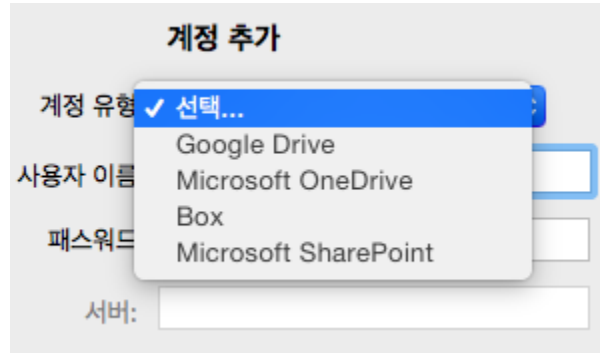 계정 추가
계정 유형
✓ 선택...
Google Drive
사용자 이름
Microsoft OneDrive
Box
패스워드
Microsoft SharePoint
서버: